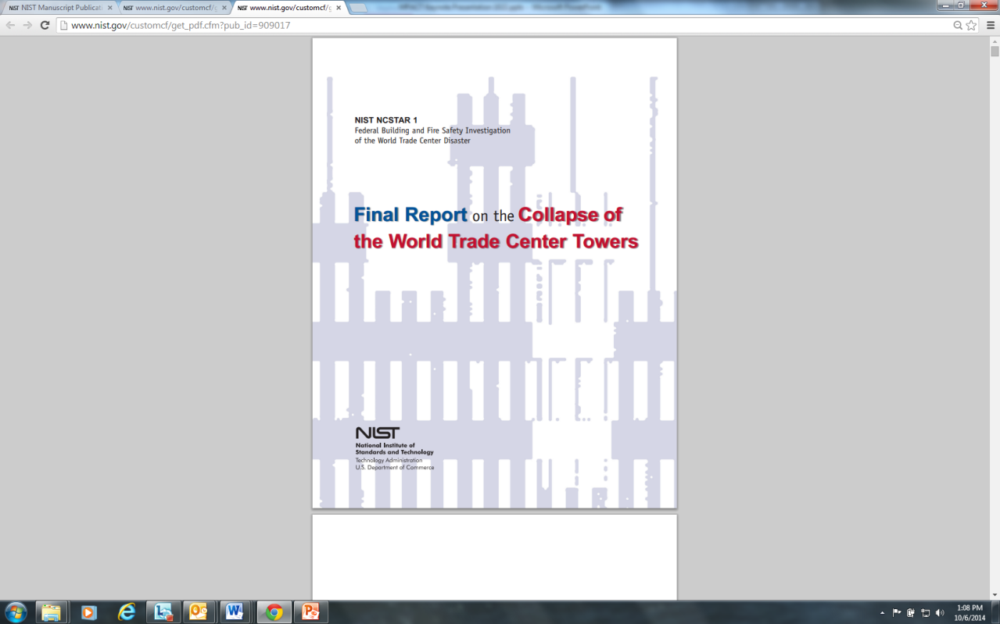 NIST NIST Manuscript Publicati
NIST www.nist.gov/customcf/g
NIST www.nist.gov/customcf/g
www.nist.gov/customcf/get_pdf.cfm?pub_id=909017
NIST NCSTAR 1
Federal Building and Fire Safety Investigation
of the World Trade Center Disaster
Final Report on the Collapse of
the World Trade Center Towers
NIST
National Institute of
Standards and Technology
Technology Administration
U.S. Department of Commerce
1:08 PM
10/6/2014